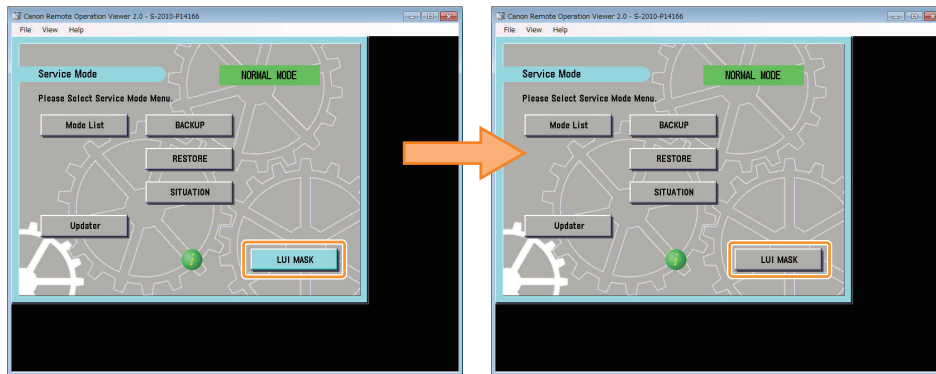 Canon Remote Operation Viewer 2.0 - S-2010-P14166
File View Help
Service Mode
NORMAL MODE
Please Select Service Mode Menu.
Mode List
BACKUP
RESTORE
SITUATION
Updater
i
LUI MASK
Canon Remote Operation Viewer 2.0 - S-2010-P14166
File View Help
Service Mode
NORMAL MODE
Please Select Service Mode Menu.
Mode List
BACKUP
RESTORE
SITUATION
Updater
i
LUI MASK